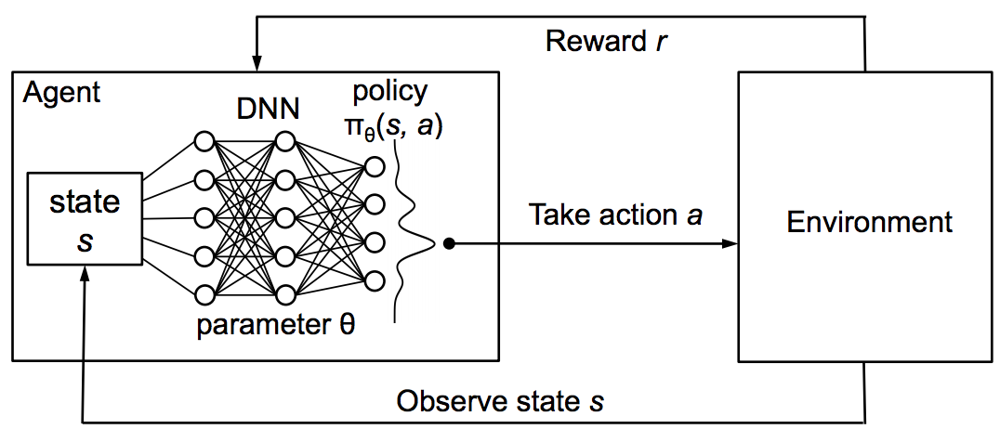 Reward r
Agent
DNN
policy
πθ(s, a)
state
s
Take action a
Environment
parameter θ
Observe state s